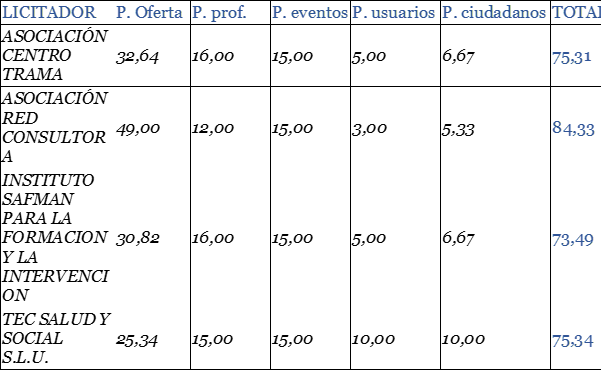 LICITADOR P. Oferta P. prof. P. eventos P. usuarios P. ciudadanos TOTAL
ASOCIACIÓN
CENTRO
TRAMA
32,64 16,00 15,00 5,00 6,67 75,31
ASOCIACIÓN
RED
CONSULTOR
A
49,00 12,00 15,00 3,00 5,33 84,33
INSTITUTO
SAFMAN
PARA LA
FORMACION
Y LA
INTERVENCI
ON
30,82 16,00 15,00 5,00 6,67 73,49
TEC SALUD Y
SOCIAL
S.L.U.
25,34 15,00 15,00 10,00 10,00 75,34